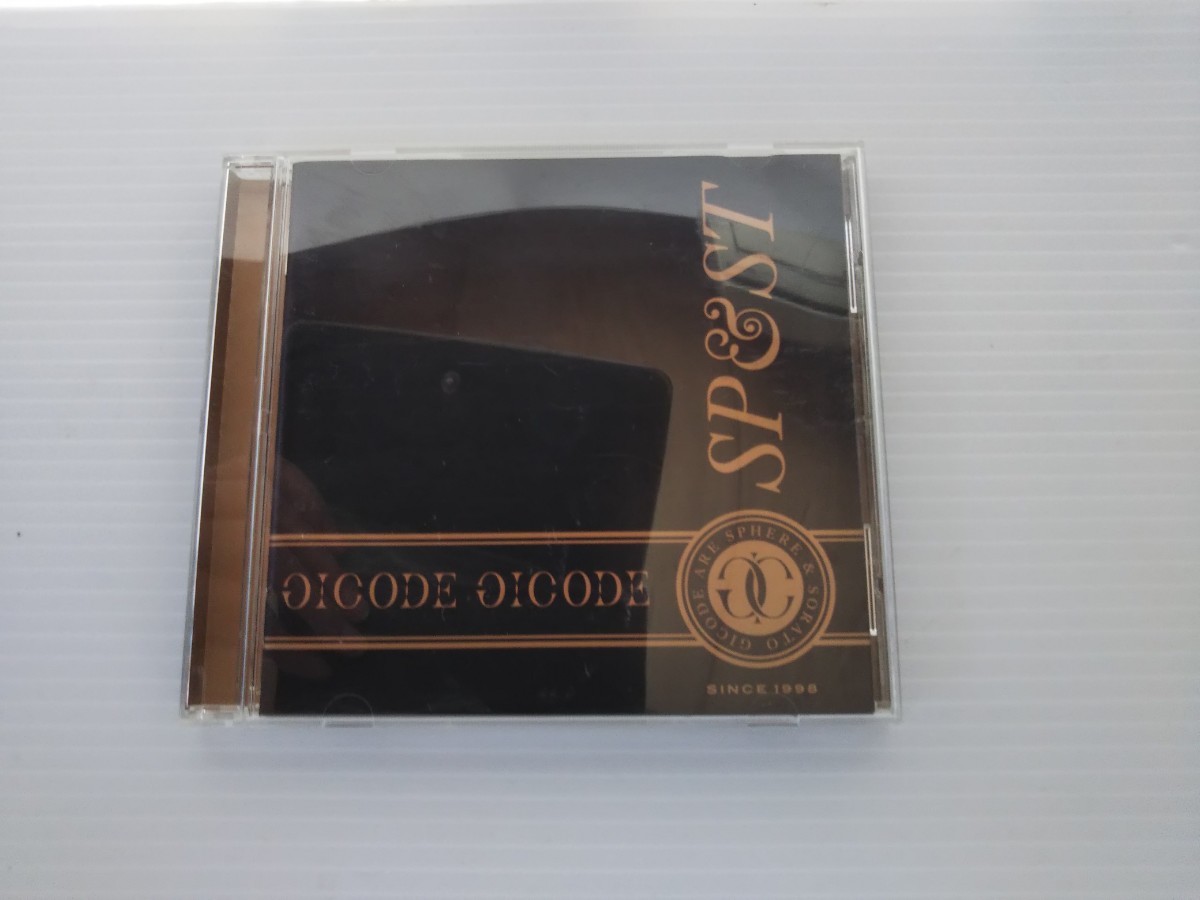 SP&ST
GICODE GICODE
GICODE ARE SPHERE & SORATO
SINCE 1998